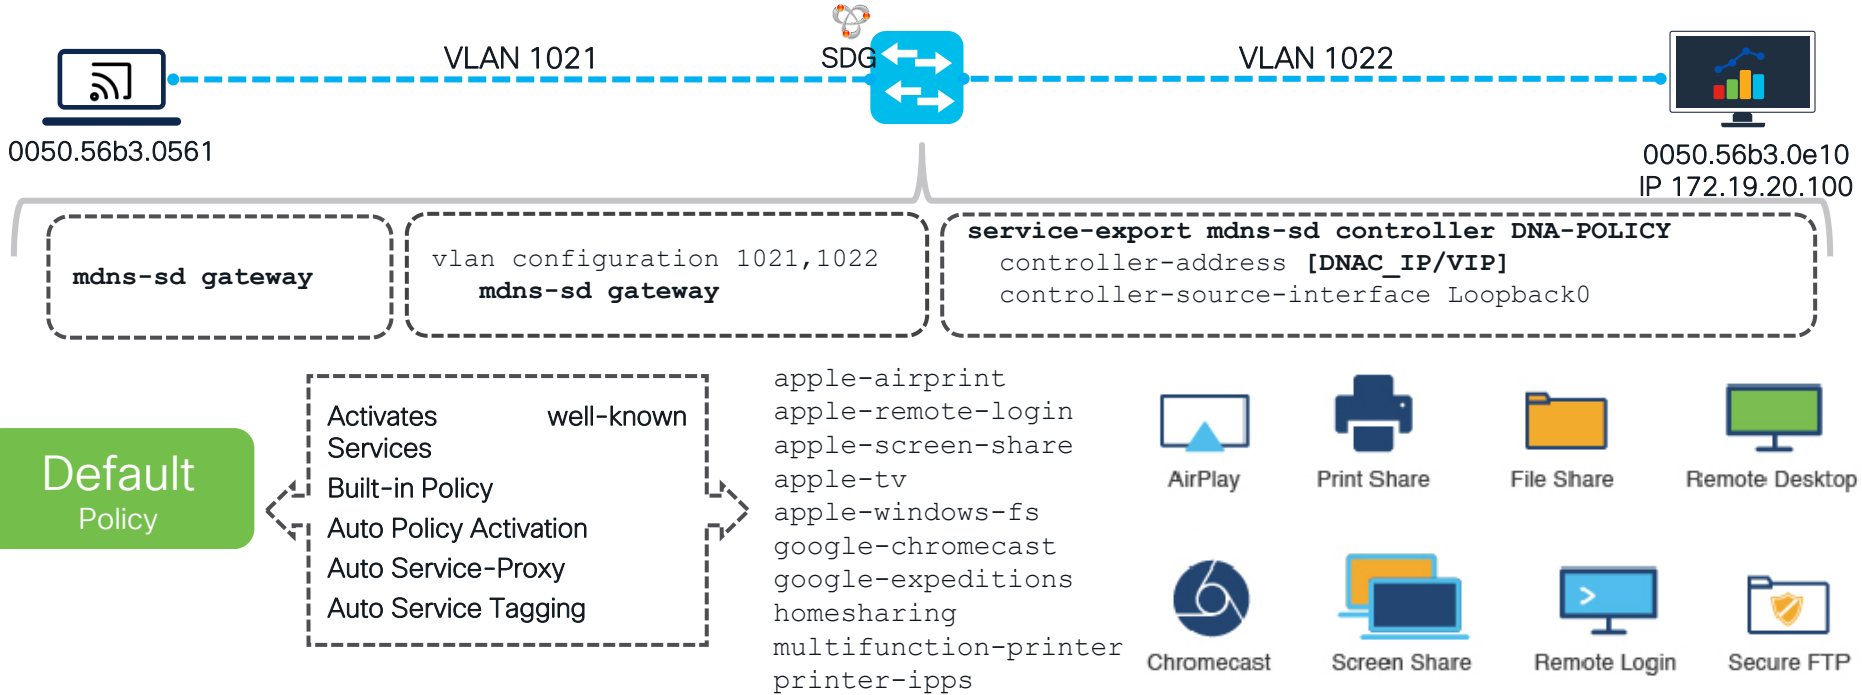 VLAN 1021
SDG
VLAN 1022
0050.56b3.0561
0050.56b3.0e10
IP 172.19.20.100
mdns-sd gateway
vlan configuration 1021,1022
mdns-sd gateway
service-export mdns-sd controller DNA-POLICY
controller-address [DNAC_IP/VIP]
controller-source-interface Loopback0
Default
Policy
Activates well-known
Services
Built-in Policy
Auto Policy Activation
Auto Service-Proxy
Auto Service Tagging
apple-airprint
apple-remote-login
apple-screen-share
apple-tv
apple-windows-fs
google-chromecast
google-expeditions
homesharing
multifunction-printer
printer-ipps
AirPlay
Print Share
File Share
Remote Desktop
Chromecast
Screen Share
Remote Login
Secure FTP